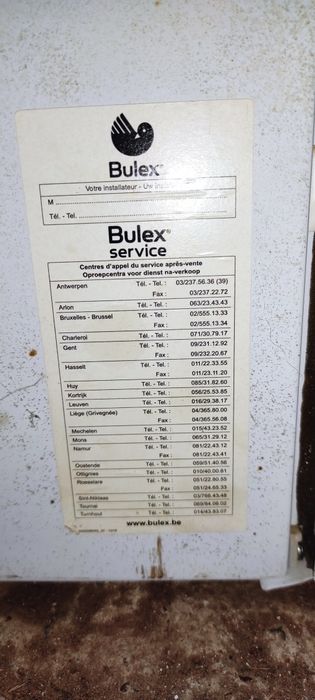 Bulex
Votre installateur - Uw
M
Tél. - Tel.
Bulex®
service
Centres d'appel du service après-vente
Oproepcentra voor dienst na-verkoop
Antwerpen Tél. - Tel. : 03/237.56.36 (39)
Fax : 03/237.22.72
Arlon Tél. - Tel. : 063/23.43.43
Bruxelles - Brussel Tél. - Tel. : 02/555.13.33
Fax : 02/555.13.34
Charleroi Tél. - Tel. : 071/30.79.17
Gent Tél. - Tel. : 09/231.12.92
Fax : 09/232.20.67
Hasselt Tél. - Tel. : 011/22.33.55
Fax : 011/23.11.20
Huy Tél. - Tel. : 085/31.82.60
Kortrijk Tél. - Tel. : 056/25.53.85
Leuven Tél. - Tel. : 016/29.38.17
Liège (Grivegnée) Tél. - Tel. : 04/365.80.00
Fax : 04/365.56.08
Mechelen Tél. - Tel. : 015/43.23.52
Mons Tél. - Tel. : 065/31.29.12
Namur Tél. - Tel. : 081/22.43.12
Fax : 081/22.43.41
Oostende Tél. - Tel. : 059/51.40.56
Ottignies Tél. - Tel. : 010/40.00.61
Roeselare Tél. - Tel. : 051/22.80.55
Fax : 051/24.65.33
Sint-Niklaas Tél. - Tel. : 03/766.43.48
Tournai Tél. - Tel. : 069/64.06.02
Turnhout Tél. - Tel. : 014/43.83.07
www.bulex.be